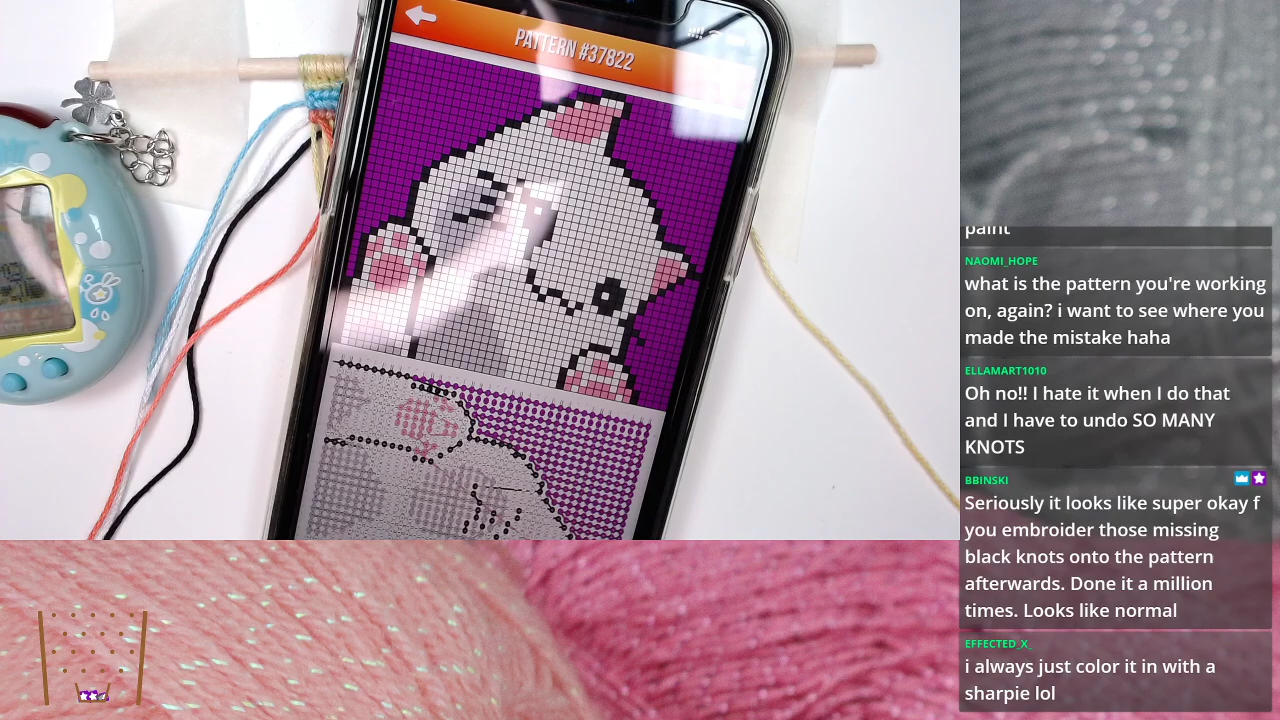 PATTERN #37822
paint
NAOMI_HOPE
what is the pattern you're working
on, again? i want to see where you
made the mistake haha
ELLAMART1010
Oh no!! I hate it when I do that
and I have to undo SO MANY
KNOTS
BBINSKI
Seriously it looks like super okay f
you embroider those missing
black knots onto the pattern
afterwards. Done it a million
times. Looks like normal
EFFECTED_X_
i always just color it in with a
sharpie lol